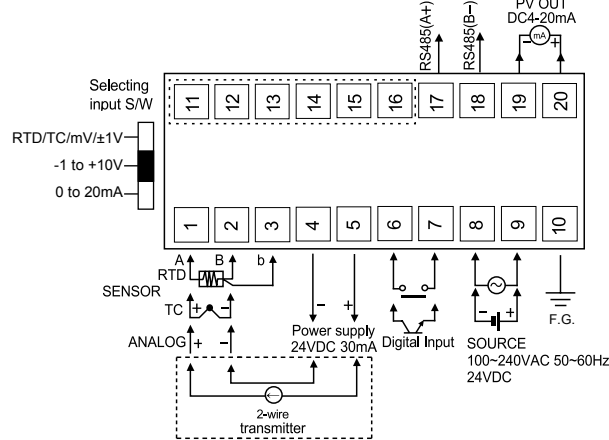 RS485(A+)
RS485(B−)
PV OUT
DC4-20mA
− mA +
Selecting
input S/W
11 12 13 14 15 16 17 18 19 20
RTD/TC/mV/±1V
-1 to +10V
0 to 20mA
1 2 3 4 5 6 7 8 9 10
A B b
RTD
SENSOR
TC + −
ANALOG + −
− +
Power supply
24VDC 30mA
Digital Input
− +
SOURCE
100~240VAC 50~60Hz
24VDC
F.G.
2-wire
transmitter